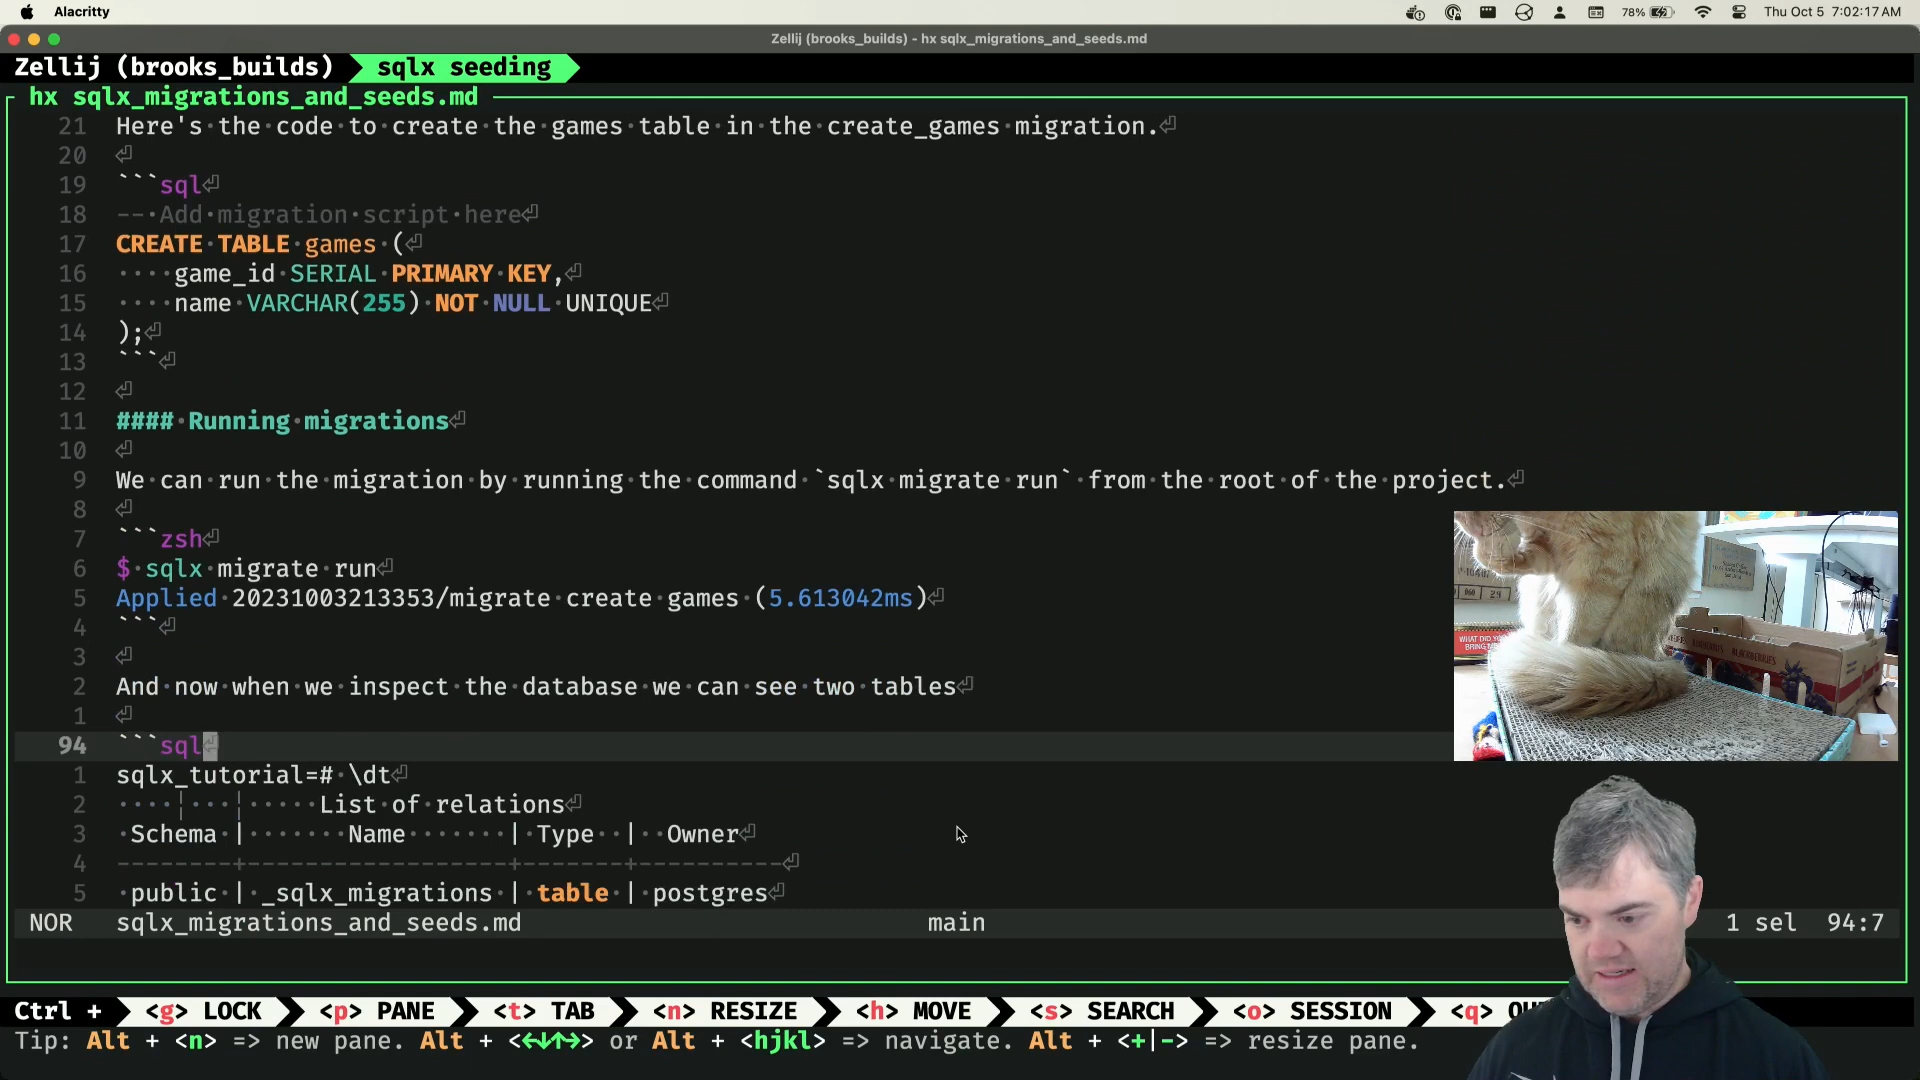 Alacritty
78%
Thu Oct 5 7:02:17 AM
Zellij (brooks_builds) - hx sqlx_migrations_and_seeds.md
Zellij (brooks_builds) sqlx seeding
hx sqlx_migrations_and_seeds.md
21 Here's the code to create the games table in the create_games migration.
20
19 ```sql
18 -- Add migration script here
17 CREATE TABLE games (
16 game_id SERIAL PRIMARY KEY,
15 name VARCHAR(255) NOT NULL UNIQUE
14 );
13 ```
12
11 #### Running migrations
10
9 We can run the migration by running the command `sqlx migrate run` from the root of the project.
8
7 ```zsh
6 $ sqlx migrate run
5 Applied 20231003213353/migrate create games (5.613042ms)
4 ```
3
2 And now when we inspect the database we can see two tables
1
94 ```sql
1 sqlx_tutorial=# \dt
2 List of relations
3 Schema | Name | Type | Owner
4 --------+------------------+-------+----------
5 public | _sqlx_migrations | table | postgres
NOR sqlx_migrations_and_seeds.md main 1 sel 94:7
Ctrl + <g> LOCK <p> PANE <t> TAB <n> RESIZE <h> MOVE <s> SEARCH <o> SESSION <q>
Tip: Alt + <n> => new pane. Alt + <←↓↑→> or Alt + <hjkl> => navigate. Alt + <+|-> => resize pane.